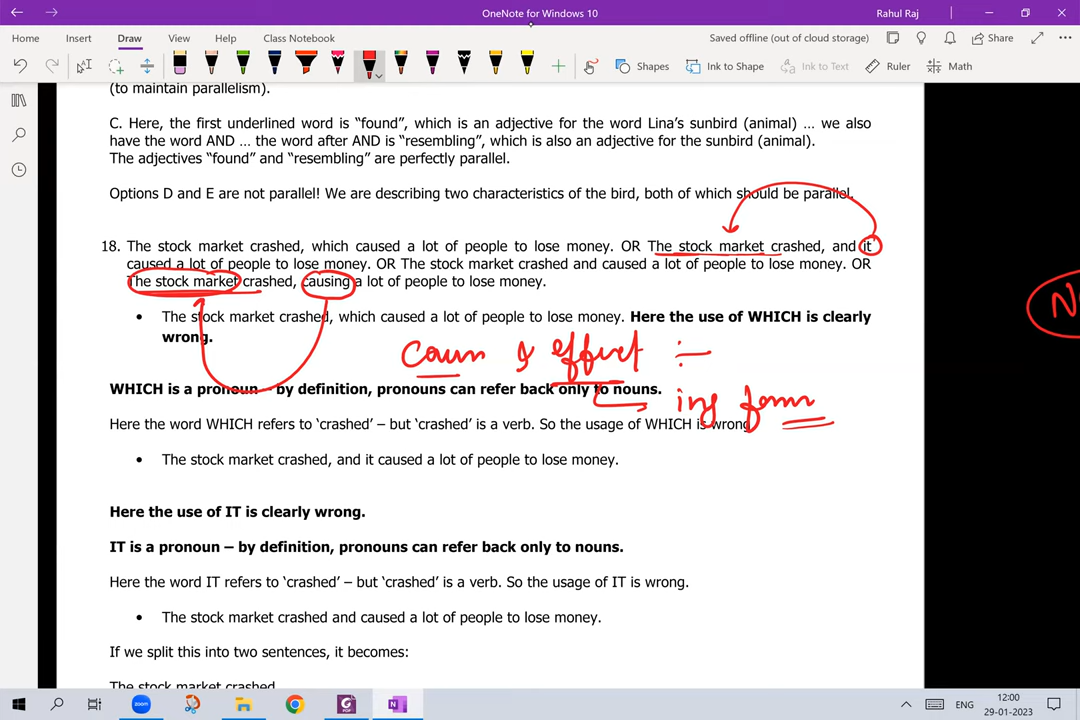 OneNote for Windows 10
Rahul Raj
Home Insert Draw View Help Class Notebook
Saved offline (out of cloud storage)
Share
Shapes Ink to Shape Ink to Text Ruler Math
(to maintain parallelism).
C. Here, the first underlined word is “found”, which is an adjective for the word Lina’s sunbird (animal) … we also
have the word AND … the word after AND is “resembling”, which is also an adjective for the sunbird (animal).
The adjectives “found” and “resembling” are perfectly parallel.
Options D and E are not parallel! We are describing two characteristics of the bird, both of which should be parallel.
18. The stock market crashed, which caused a lot of people to lose money. OR The stock market crashed, and it
caused a lot of people to lose money. OR The stock market crashed and caused a lot of people to lose money. OR
The stock market crashed, causing a lot of people to lose money.
• The stock market crashed, which caused a lot of people to lose money. Here the use of WHICH is clearly
wrong.
& effect :-
WHICH is a pronoun – by definition, pronouns can refer back only to nouns.
ing form
Here the word WHICH refers to ‘crashed’ – but ‘crashed’ is a verb. So the usage of WHICH is wrong
• The stock market crashed, and it caused a lot of people to lose money.
Here the use of IT is clearly wrong.
IT is a pronoun – by definition, pronouns can refer back only to nouns.
Here the word IT refers to ‘crashed’ – but ‘crashed’ is a verb. So the usage of IT is wrong.
• The stock market crashed and caused a lot of people to lose money.
If we split this into two sentences, it becomes:
The stock market crashed.
zoom
ENG
12:00
29-01-2023